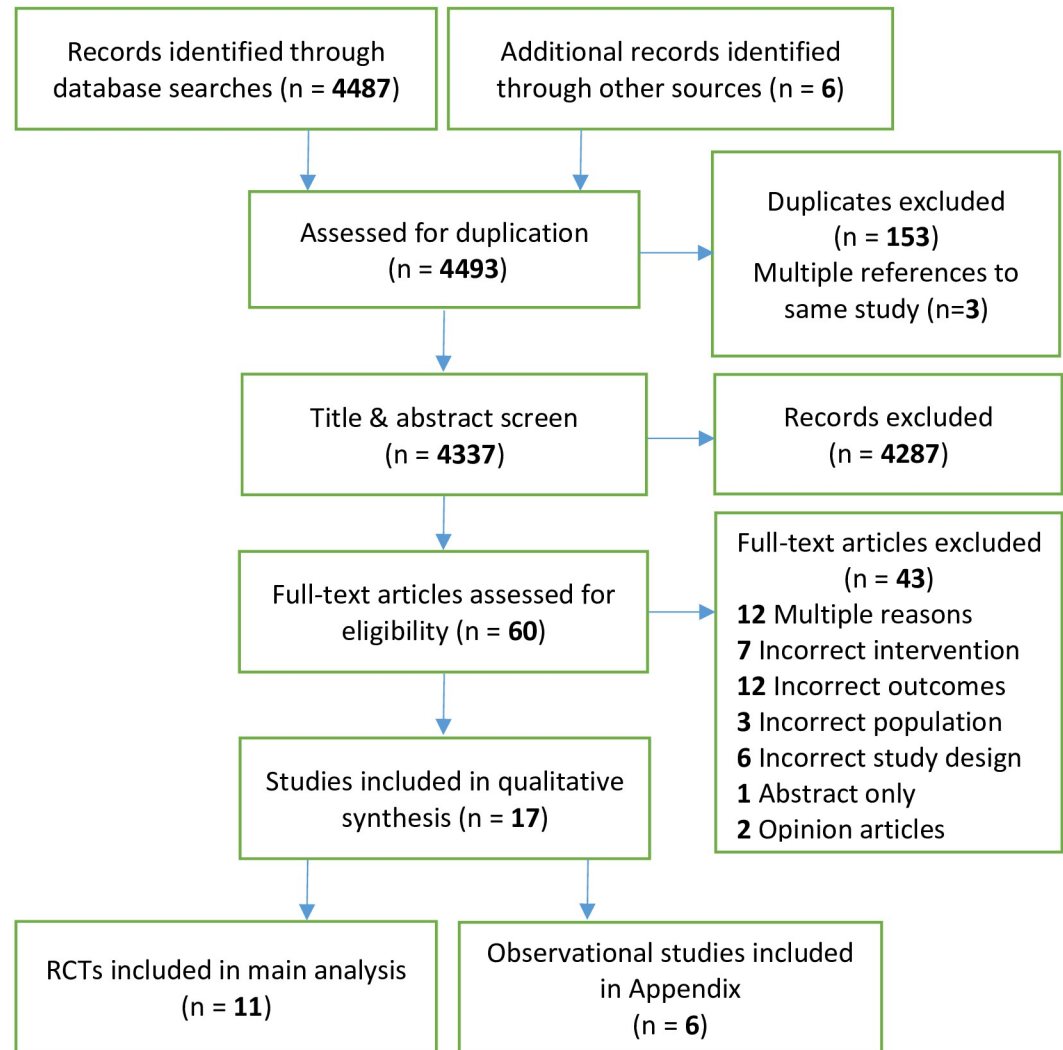 Records identified through
database searches (n = 4487)
Additional records identified
through other sources (n = 6)
Assessed for duplication
(n = 4493)
Duplicates excluded
(n = 153)
Multiple references to
same study (n=3)
Title & abstract screen
(n = 4337)
Records excluded
(n = 4287)
Full-text articles assessed for
eligibility (n = 60)
Full-text articles excluded
(n = 43)
12 Multiple reasons
7 Incorrect intervention
12 Incorrect outcomes
3 Incorrect population
6 Incorrect study design
1 Abstract only
2 Opinion articles
Studies included in qualitative
synthesis (n = 17)
RCTs included in main analysis
(n = 11)
Observational studies included
in Appendix
(n = 6)